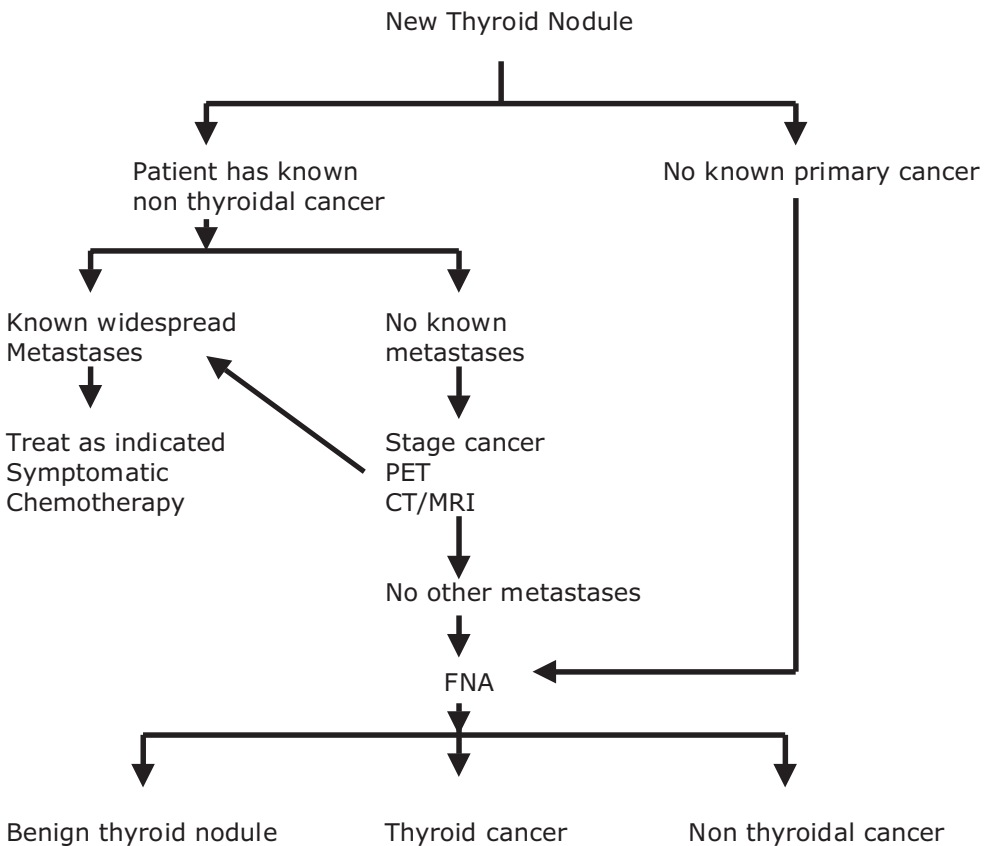 New Thyroid Nodule
Patient has known
non thyroidal cancer
No known primary cancer
Known widespread
Metastases
No known
metastases
Treat as indicated
Symptomatic
Chemotherapy
Stage cancer
PET
CT/MRI
No other metastases
FNA
Benign thyroid nodule
Thyroid cancer
Non thyroidal cancer